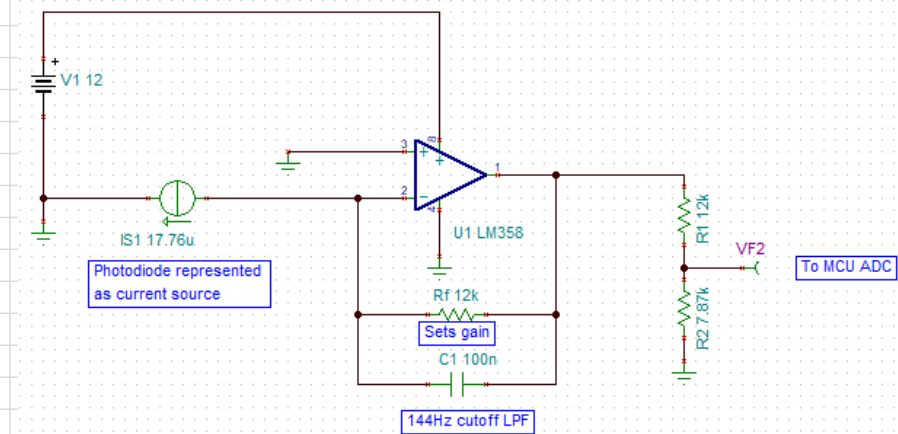 V1 12
+
IS1 17.76u
Photodiode represented
as current source
3
2
8
4
1
+
+
−
U1 LM358
Rf 12k
Sets gain
C1 100n
144Hz cutoff LPF
R1 12k
VF2
To MCU ADC
R2 7.87k